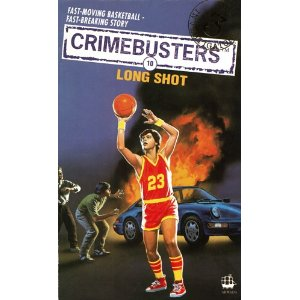 FAST-MOVING BASKETBALL -
FAST-BREAKING STORY
CRIMEBUSTERS
10
LONG SHOT
23